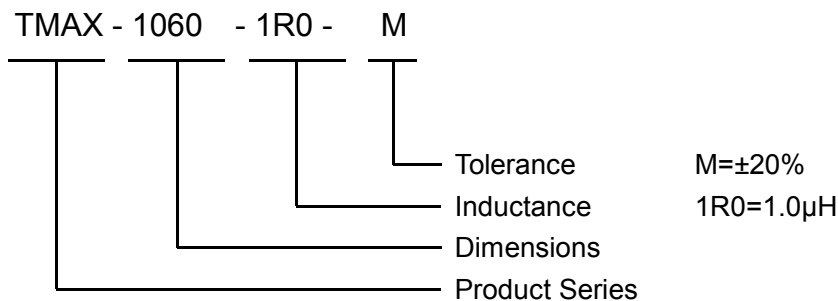 TMAX - 1060 - 1R0 - M
Tolerance M=±20%
Inductance 1R0=1.0μH
Dimensions
Product Series